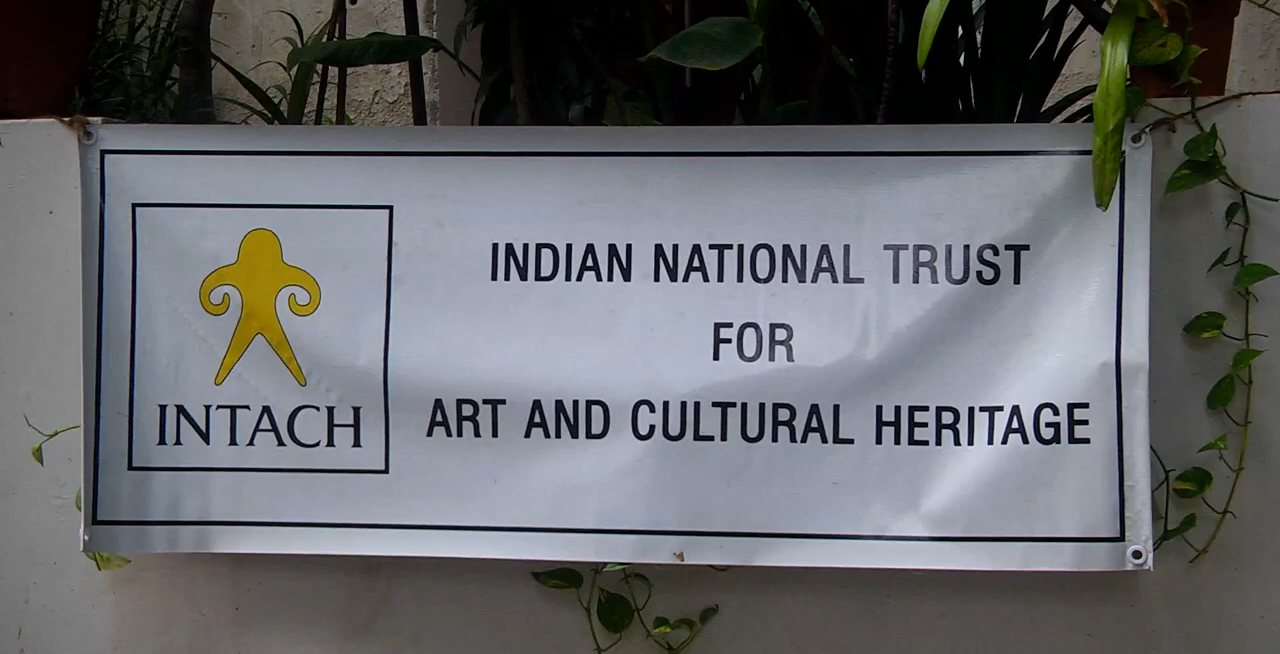 INTACH
INDIAN NATIONAL TRUST
FOR
ART AND CULTURAL HERITAGE